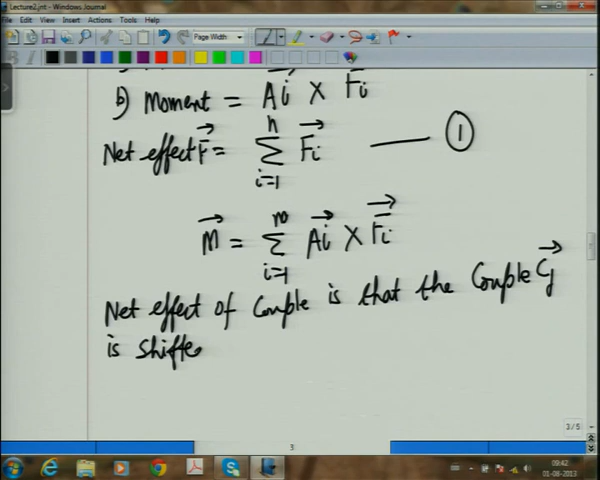 Lecture2.jnt - Windows Journal
File Edit View Insert Actions Tools Help
Page Width
b) Moment = Ai × Fi
Net effect F = n Σ i=1 Fi — ①
M = n Σ i=1 Ai × Fi
Net effect of Couple is that the Couple Cj
is shifte
3/5
3
09:42
01-08-2013